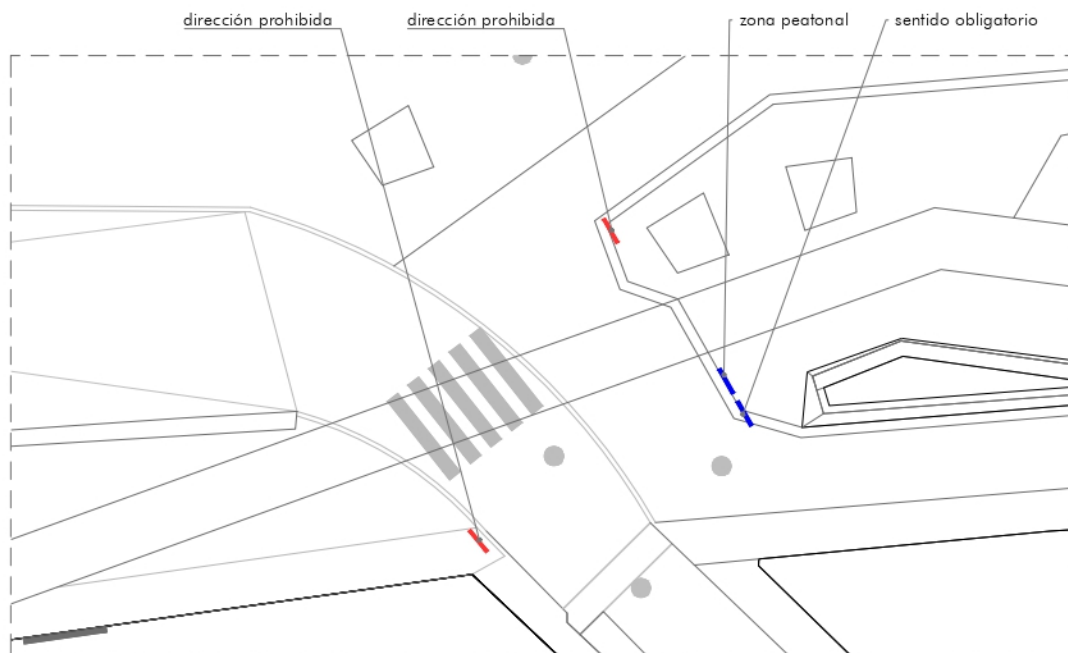 dirección prohibida
dirección prohibida
zona peatonal
sentido obligatorio